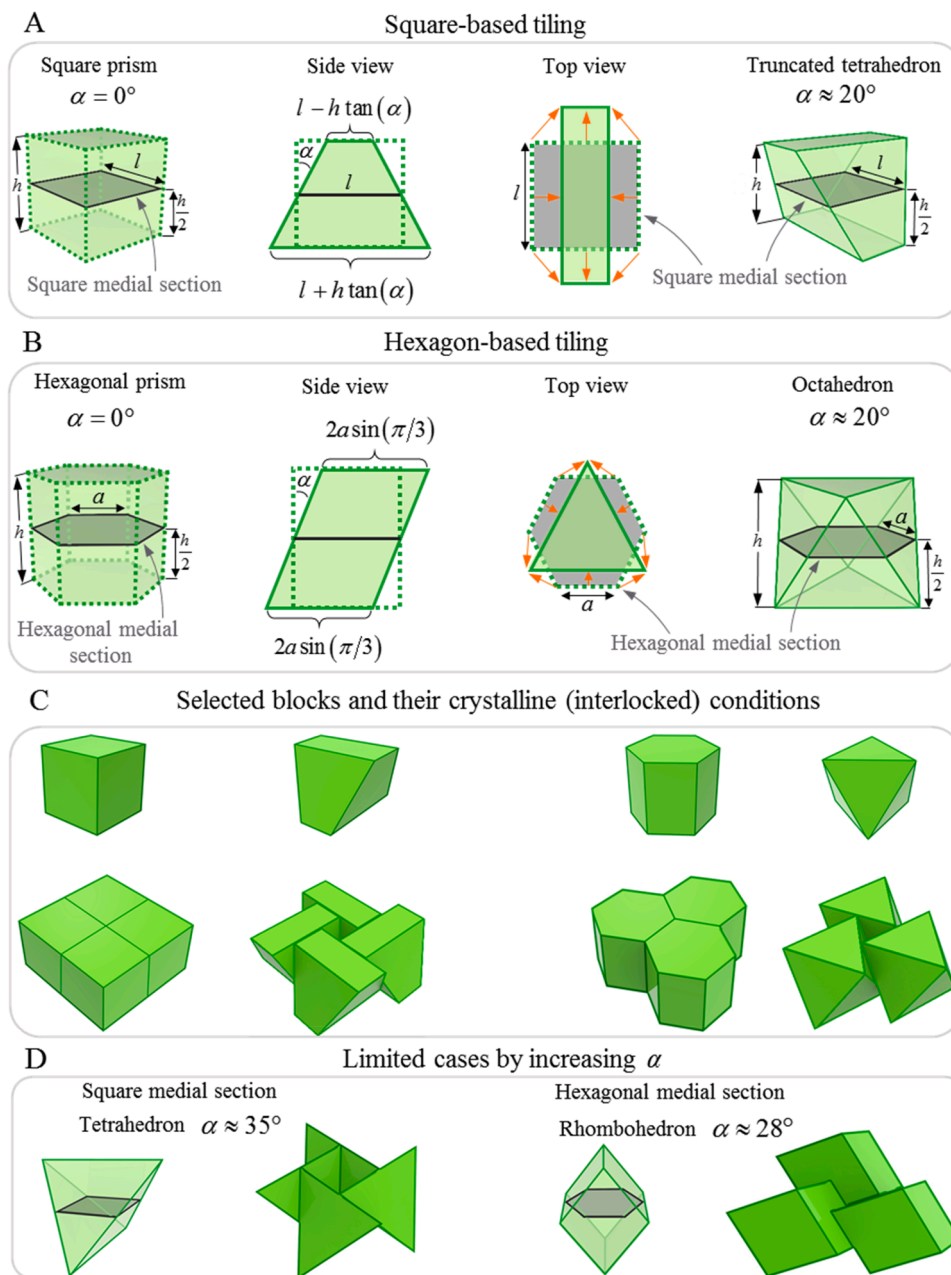 A
Square-based tiling
Square prism
α = 0°
h
l
h/2
Square medial section
Side view
l − h tan(α)
α
l
l + h tan(α)
Top view
l
Square medial section
Truncated tetrahedron
α ≈ 20°
h
l
h/2
B
Hexagon-based tiling
Hexagonal prism
α = 0°
h
a
h/2
Hexagonal medial
section
Side view
2a sin(π/3)
α
2a sin(π/3)
Top view
a
Hexagonal medial section
Octahedron
α ≈ 20°
h
a
h/2
C
Selected blocks and their crystalline (interlocked) conditions
D
Limited cases by increasing α
Square medial section
Tetrahedron α ≈ 35°
Hexagonal medial section
Rhombohedron α ≈ 28°